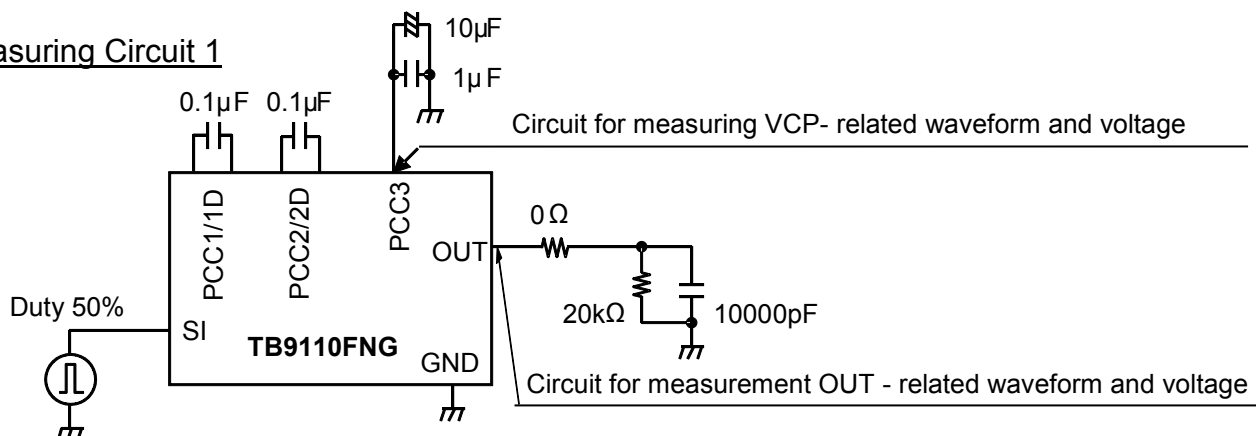 asuring Circuit 1
10μF
1μF
0.1μF
0.1μF
Circuit for measuring VCP- related waveform and voltage
PCC1/1D
PCC2/2D
PCC3
0Ω
OUT
Duty 50%
SI
20kΩ
10000pF
TB9110FNG
GND
Circuit for measurement OUT - related waveform and voltage